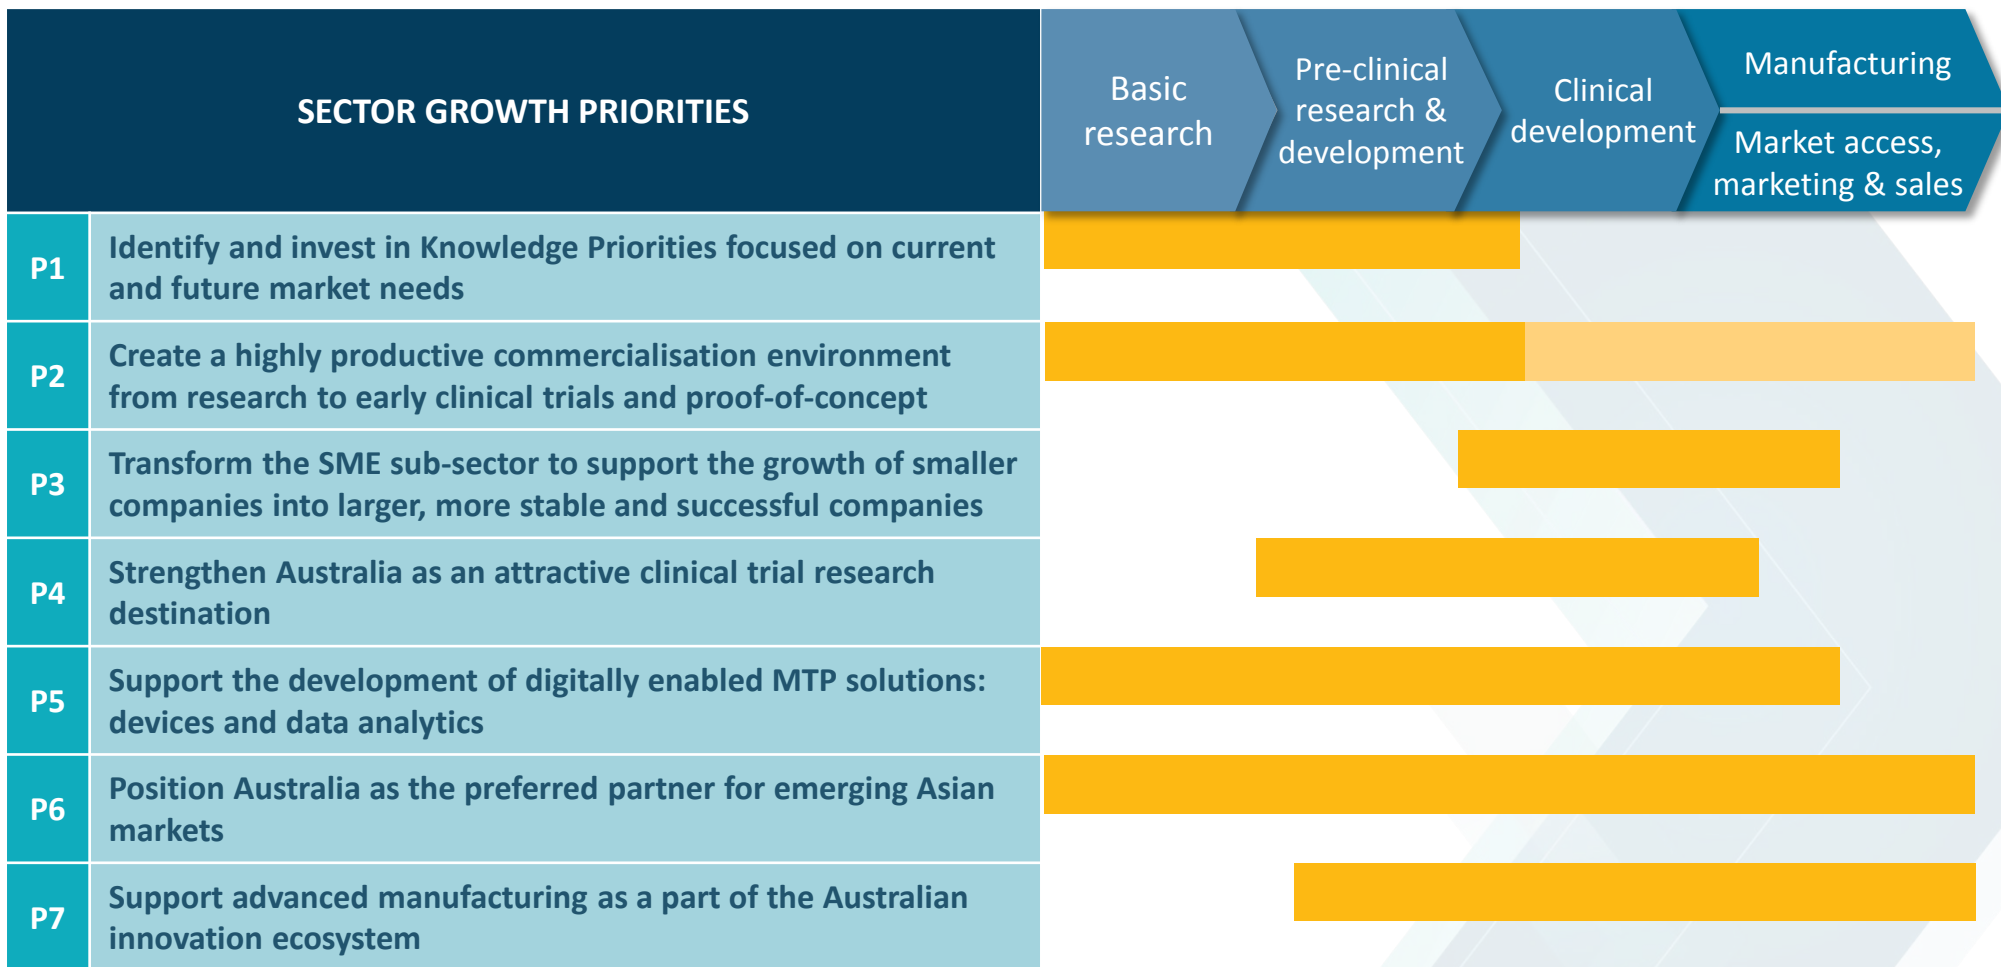 SECTOR GROWTH PRIORITIES
Basic
research
Pre-clinical
research &
development
Clinical
development
Manufacturing
Market access,
marketing & sales
P1
Identify and invest in Knowledge Priorities focused on current
and future market needs
P2
Create a highly productive commercialisation environment
from research to early clinical trials and proof-of-concept
P3
Transform the SME sub-sector to support the growth of smaller
companies into larger, more stable and successful companies
P4
Strengthen Australia as an attractive clinical trial research
destination
P5
Support the development of digitally enabled MTP solutions:
devices and data analytics
P6
Position Australia as the preferred partner for emerging Asian
markets
P7
Support advanced manufacturing as a part of the Australian
innovation ecosystem